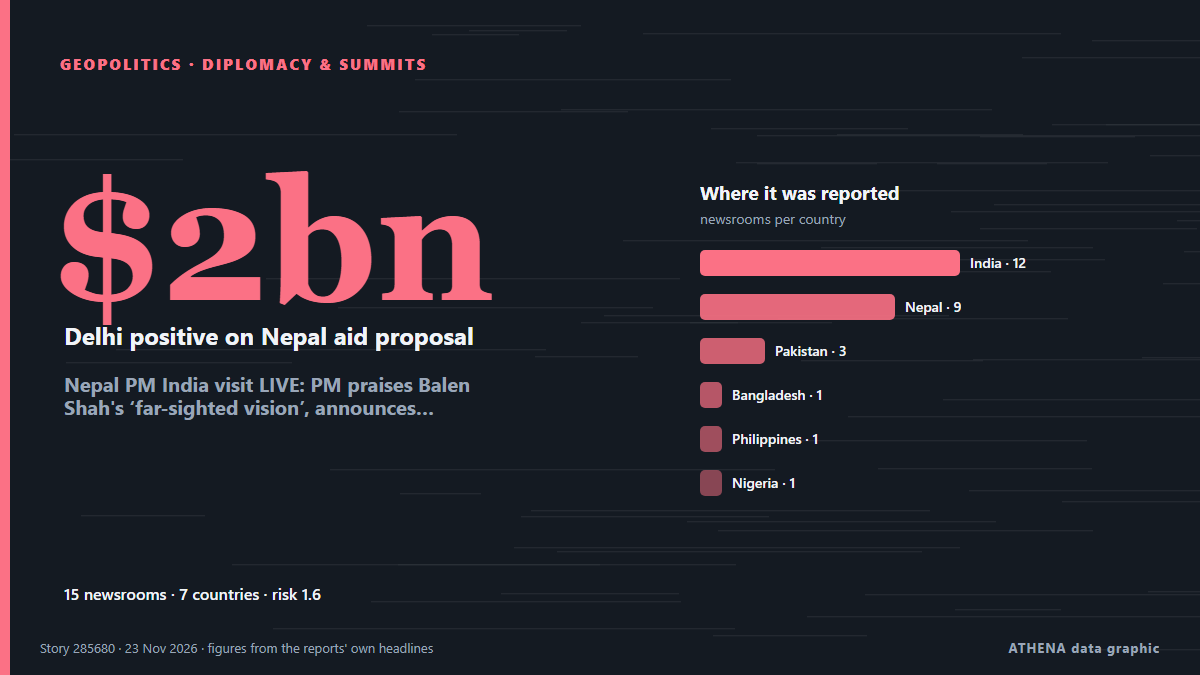 GEOPOLITICS · DIPLOMACY & SUMMITS
$2bn
Delhi positive on Nepal aid proposal
Nepal PM India visit LIVE: PM praises Balen
Shah's ‘far-sighted vision’, announces…
Where it was reported
newsrooms per country
India · 12
Nepal · 9
Pakistan · 3
Bangladesh · 1
Philippines · 1
Nigeria · 1
15 newsrooms · 7 countries · risk 1.6
Story 285680 · 23 Nov 2026 · figures from the reports' own headlines
ATHENA data graphic